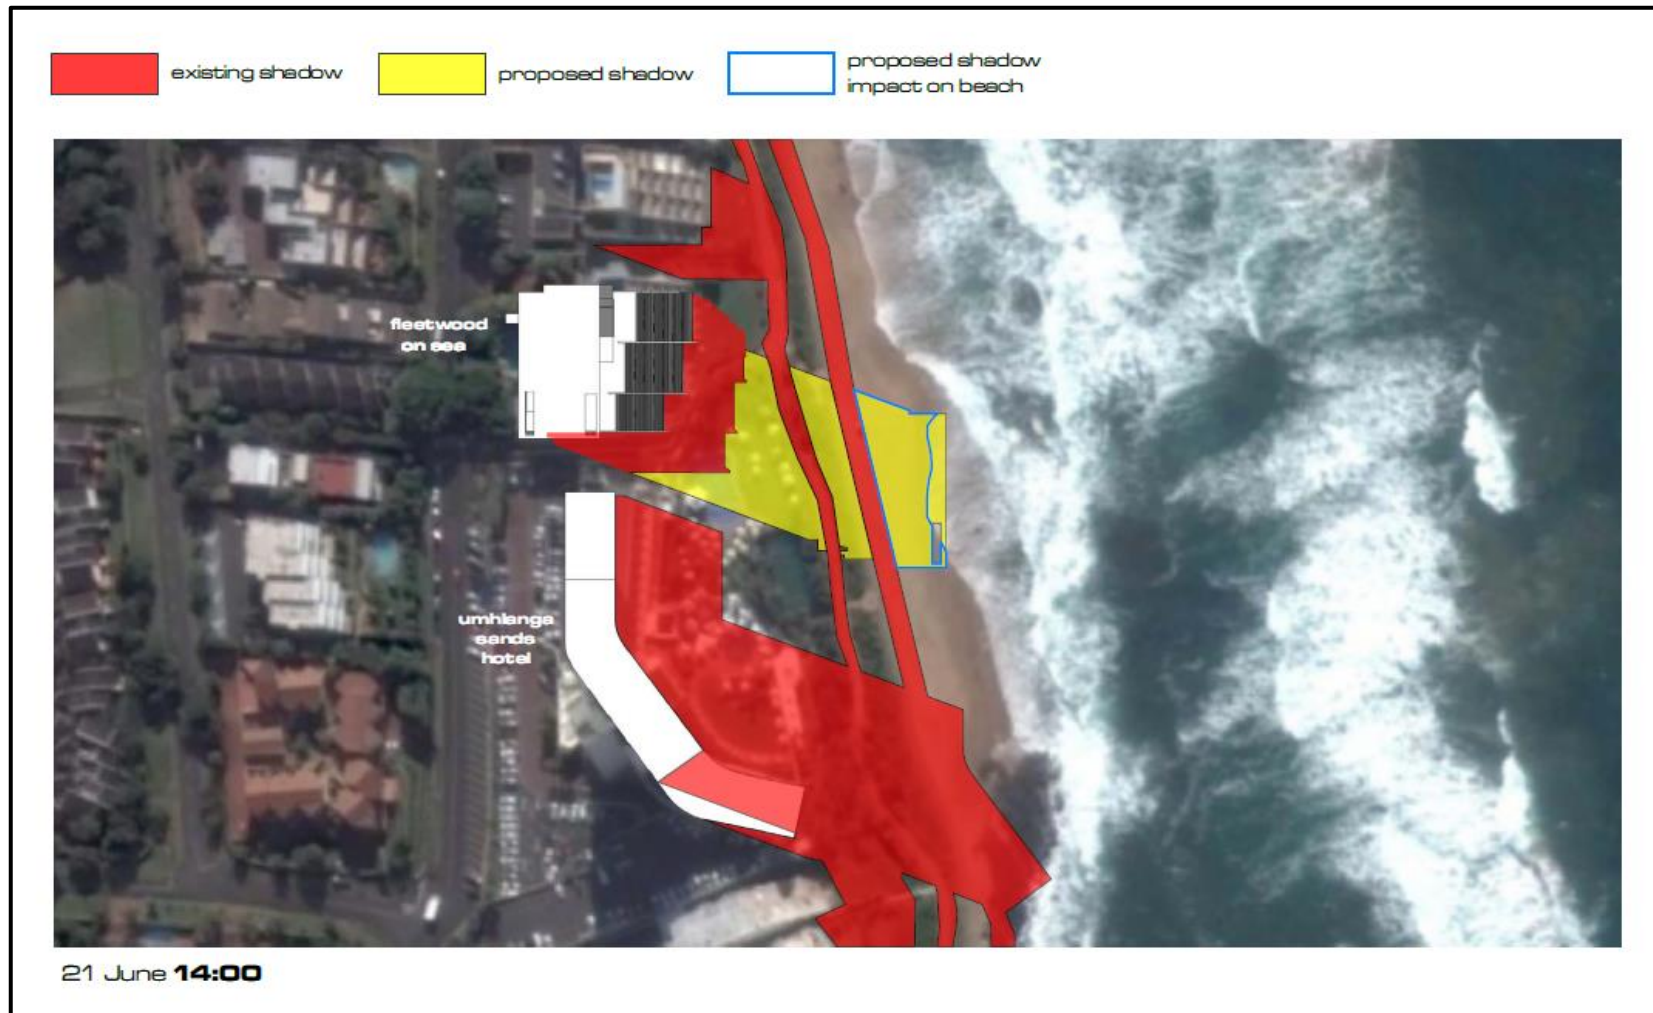 existing shadow
proposed shadow
proposed shadow
impact on beach
fleetwood
on sea
umhlanga
sands
hotel
21 June 14:00